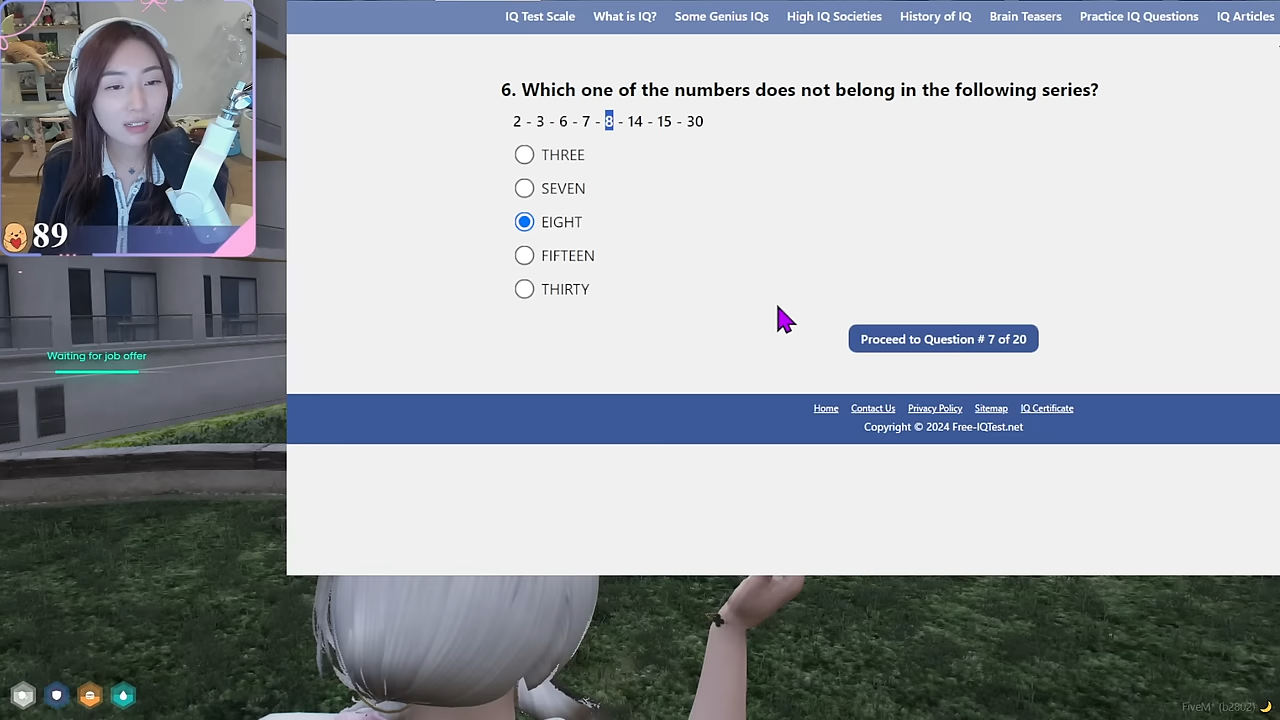 IQ Test Scale What is IQ? Some Genius IQs High IQ Societies History of IQ Brain Teasers Practice IQ Questions IQ Articles
6. Which one of the numbers does not belong in the following series?
2 - 3 - 6 - 7 - 8 - 14 - 15 - 30
THREE
SEVEN
EIGHT
FIFTEEN
THIRTY
Proceed to Question # 7 of 20
Home Contact Us Privacy Policy Sitemap IQ Certificate
Copyright © 2024 Free-IQTest.net
89
Waiting for job offer
FiveM* (b2802)